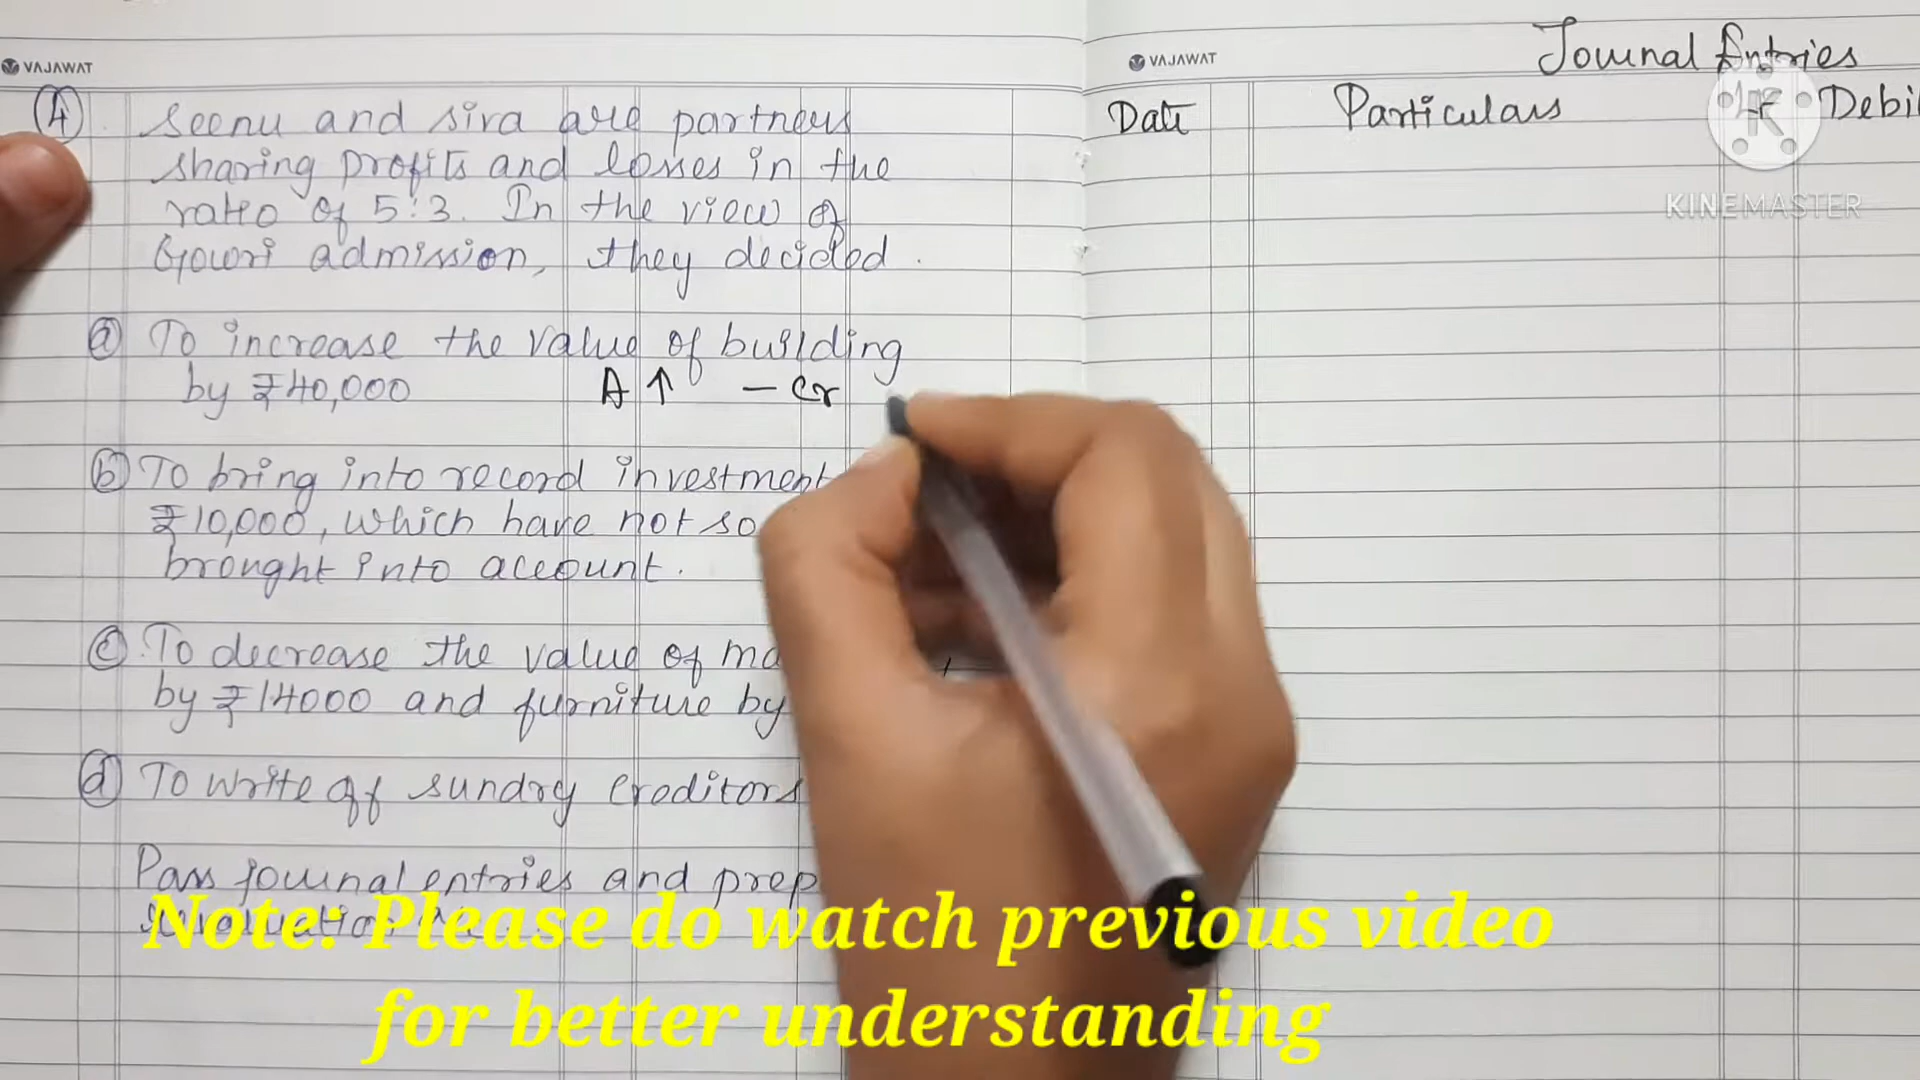 VAJAWAT
④ Seenu and sira are partners
sharing profits and losses in the
ratio of 5:3. In the view of
Gowri admission, they decided.
ⓐ To increase the value of building
by ₹40,000 A ↑ - Cr
ⓑ To bring into record investment
₹10,000, which have not so
brought into account.
ⓒ To decrease the value of ma
by ₹14000 and furniture by
ⓓ To write off sundry creditors
Pass journal entries and prep
VAJAWAT
Journal Entries
Date Particulars LF Debi
KINEMASTER
Note: Please do watch previous video
for better understanding